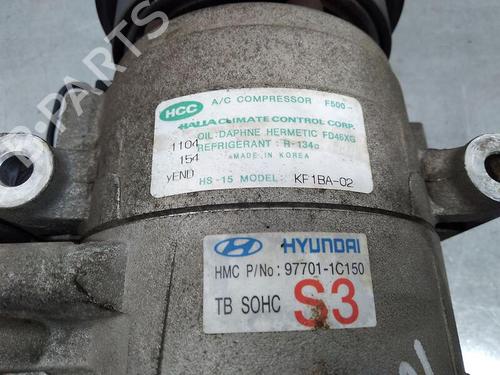 B-PARTS
HCC
A/C COMPRESSOR F500-
HALLA CLIMATE CONTROL CORP.
OIL:DAPHNE HERMETIC FD46XG
1104 REFRIGERANT : R-134a
154 MADE IN KOREA
yEND HS-15 MODEL: KF1BA-02
HYUNDAI
HMC P/No : 97701-1C150
TB SOHC S3